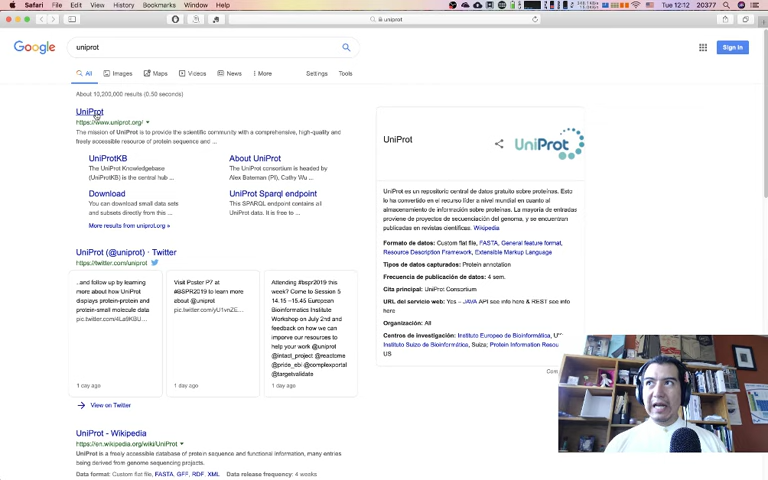 Safari File Edit View History Bookmarks Window Help
Tue 12:12 20377
uniprot
Google
uniprot
Sign in
All Images Maps Videos News More Settings Tools
About 10,200,000 results (0.50 seconds)
UniProt
https://www.uniprot.org/
The mission of UniProt is to provide the scientific community with a comprehensive, high-quality and
freely accessible resource of protein sequence and ...
UniProtKB
The UniProt Knowledgebase
(UniProtKB) is the central hub ...
About UniProt
The UniProt consortium is headed by
Alex Bateman (PI), Cathy Wu ...
Download
You can download small data sets
and subsets directly from this ...
UniProt Sparql endpoint
This SPARQL endpoint contains all
UniProt data. It is free to ...
More results from uniprot.org »
UniProt (@uniprot) · Twitter
https://twitter.com/uniprot
..and follow up by learning
more about how UniProt
displays protein-protein and
protein-small molecule data
pic.twitter.com/4La9KBU...
1 day ago
Visit Poster P7 at
#BSPR2019 to learn more
about @uniprot
pic.twitter.com/yU1vnZE...
1 day ago
Attending #bspr2019 this
week? Come to Session 5
14.15 –15.45 European
Bioinformatics Institute
Workshop on July 2nd and
feedback on how we can
improve our resources to
help your work @uniprot
@intact_project @reactome
@pride_ebi @complexportal
@targetvalidate
1 day ago
View on Twitter
UniProt - Wikipedia
https://en.wikipedia.org/wiki/UniProt
UniProt is a freely accessible database of protein sequence and functional information, many entries
being derived from genome sequencing projects.
Data format: Custom flat file, FASTA, GFF, RDF, XML Data release frequency: 4 weeks
UniProt
UniProt
UniProt es un repositorio central de datos gratuito sobre proteínas. Esto
lo ha convertido en el recurso líder a nivel mundial en cuanto al
almacenamiento de información sobre proteínas. La mayoría de entradas
provine de proyectos de secuenciación del genoma, y se encuentran
publicadas en revistas científicas. Wikipedia
Formato de datos: Custom flat file, FASTA, General feature format,
Resource Description Framework, Extensible Markup Language
Tipos de datos capturados: Protein annotation
Frecuencia de publicación de datos: 4 sem.
Cita principal: UniProt Consortium
URL del servicio web: Yes – JAVA API see info here & REST see info
here
Organización: All
Centros de investigación: Instituto Europeo de Bioinformática,
Instituto Suizo de Bioinformática, Suiza; Protein Information
US